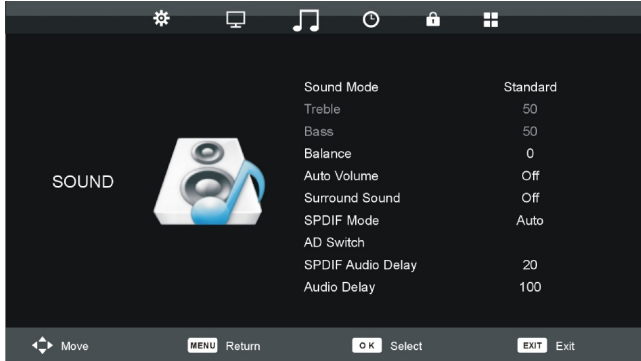 Sound Mode Standard
Treble 50
Bass 50
Balance 0
SOUND
Auto Volume Off
Surround Sound Off
SPDIF Mode Auto
AD Switch
SPDIF Audio Delay 20
Audio Delay 100
Move MENU Return OK Select EXIT Exit